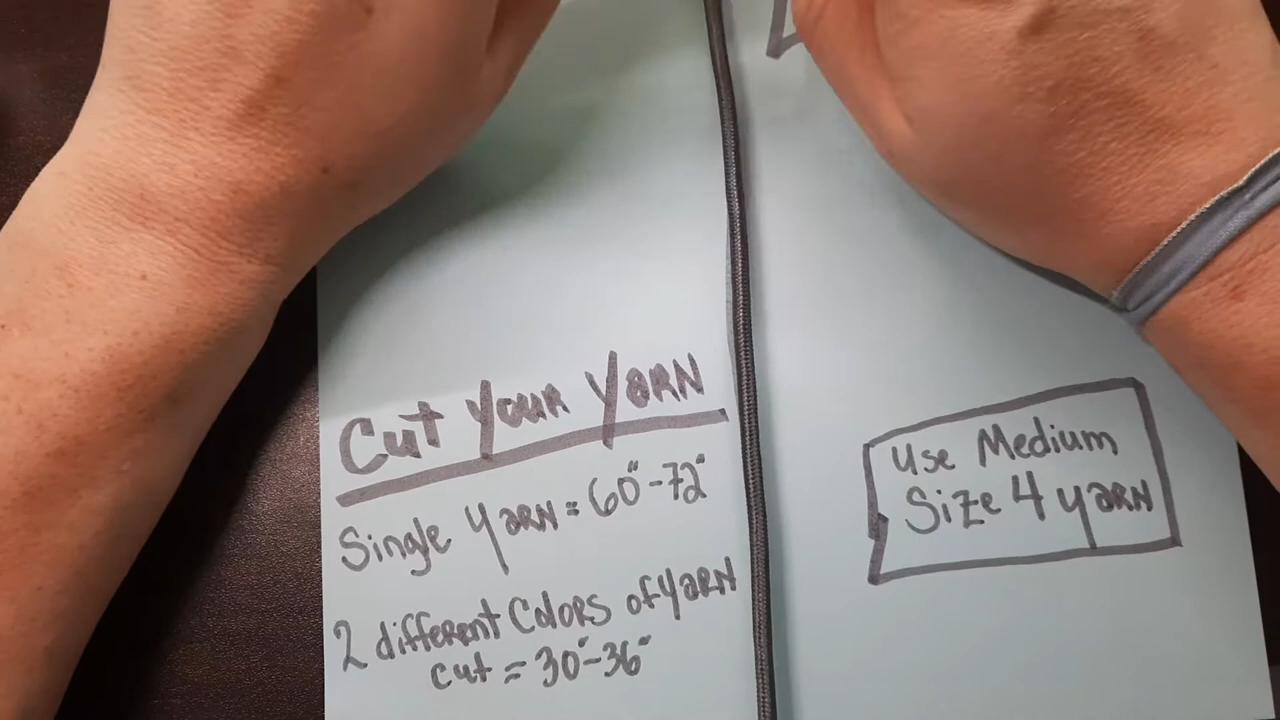 Cut your yarn
Single yarn = 60"-72"
2 different Colors of yarn
cut = 30"-36"
Use Medium
Size 4 yarn